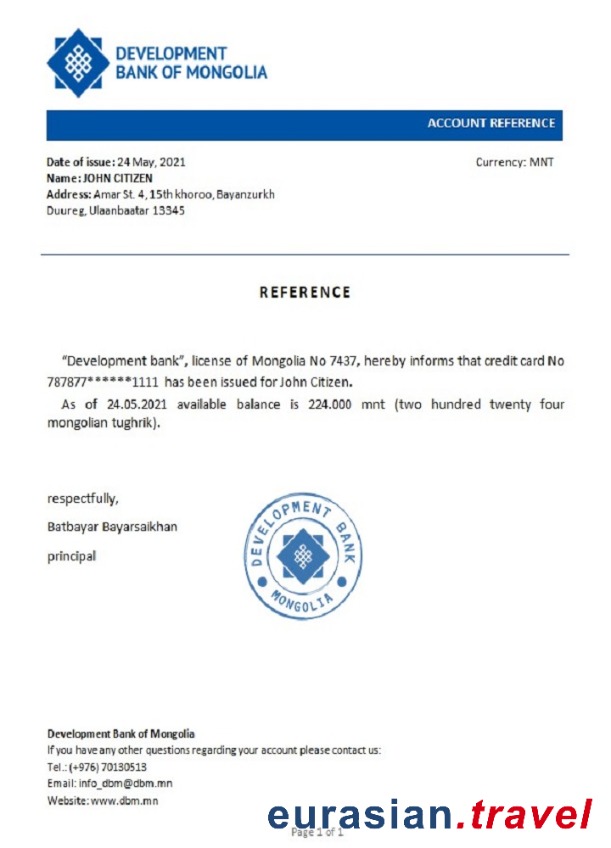 DEVELOPMENT
BANK OF MONGOLIA
ACCOUNT REFERENCE
Date of issue: 24 May, 2021
Currency: MNT
Name: JOHN CITIZEN
Address: Amar St. 4, 15th khoroo, Bayanzurkh
Duureg, Ulaanbaatar 13345
REFERENCE
“Development bank”, license of Mongolia No 7437, hereby informs that credit card No
787877******1111 has been issued for John Citizen.
As of 24.05.2021 available balance is 224.000 mnt (two hundred twenty four
mongolian tughrik).
respectfully,
Batbayar Bayarsaikhan
principal
DEVELOPMENT BANK
MONGOLIA
Development Bank of Mongolia
If you have any other questions regarding your account please contact us:
Tel.: (+976) 70130513
Email: info_dbm@dbm.mn
Website: www.dbm.mn
eurasian.travel
Page 1 of 1